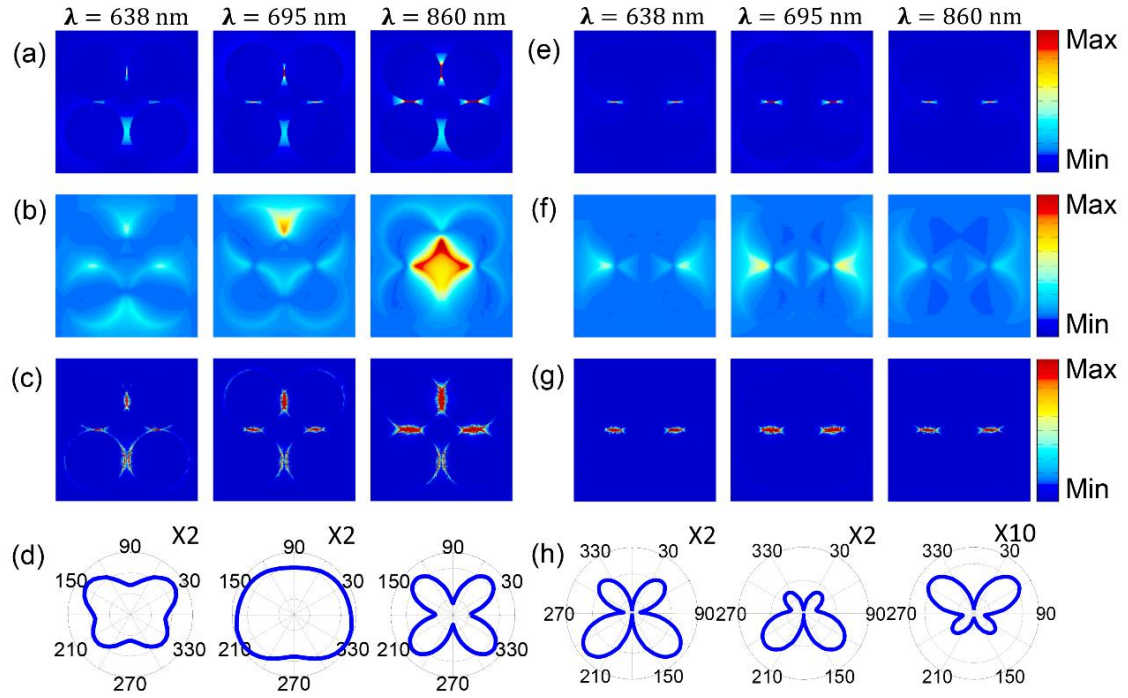 λ = 638 nm λ = 695 nm λ = 860 nm λ = 638 nm λ = 695 nm λ = 860 nm
(a) (e) Max
Min
(b) (f) Max
Min
(c) (g) Max
Min
(d) X2 (h) X2 X2 X10
90 90 90 330 30 330 30 330 30
150 30 150 30 150 30
270 90 270 90 270 90
210 330 210 330 210 330
270 270 270 210 150 210 150 210 150